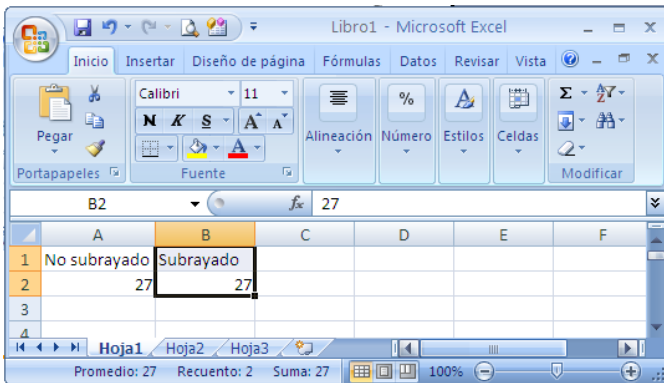 Libro1 - Microsoft Excel
Inicio Insertar Diseño de página Fórmulas Datos Revisar Vista
Calibri 11
N K S A A
Pegar
A
% A Σ
Alineación Número Estilos Celdas
Portapapeles Fuente Modificar
B2 fx 27
A B C D E F
1 No subrayado Subrayado
2 27 27
3
4
Hoja1 Hoja2 Hoja3
Promedio: 27 Recuento: 2 Suma: 27 100%